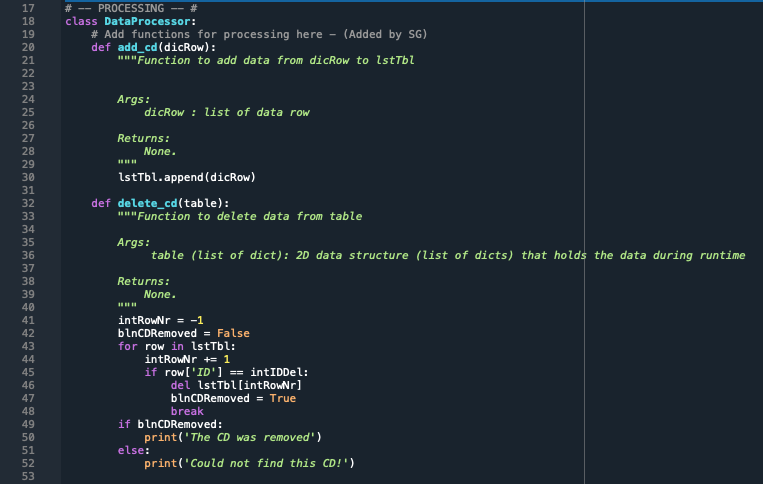 17 # -- PROCESSING -- #
18 class DataProcessor:
19     # Add functions for processing here - (Added by SG)
20     def add_cd(dicRow):
21         """Function to add data from dicRow to lstTbl
22
23
24         Args:
25             dicRow : list of data row
26
27         Returns:
28             None.
29         """
30         lstTbl.append(dicRow)
31
32     def delete_cd(table):
33         """Function to delete data from table
34
35         Args:
36              table (list of dict): 2D data structure (list of dicts) that holds the data during runtime
37
38         Returns:
39             None.
40         """
41         intRowNr = -1
42         blnCDRemoved = False
43         for row in lstTbl:
44             intRowNr += 1
45             if row['ID'] == intIDDel:
46                 del lstTbl[intRowNr]
47                 blnCDRemoved = True
48                 break
49         if blnCDRemoved:
50             print('The CD was removed')
51         else:
52             print('Could not find this CD!')
53